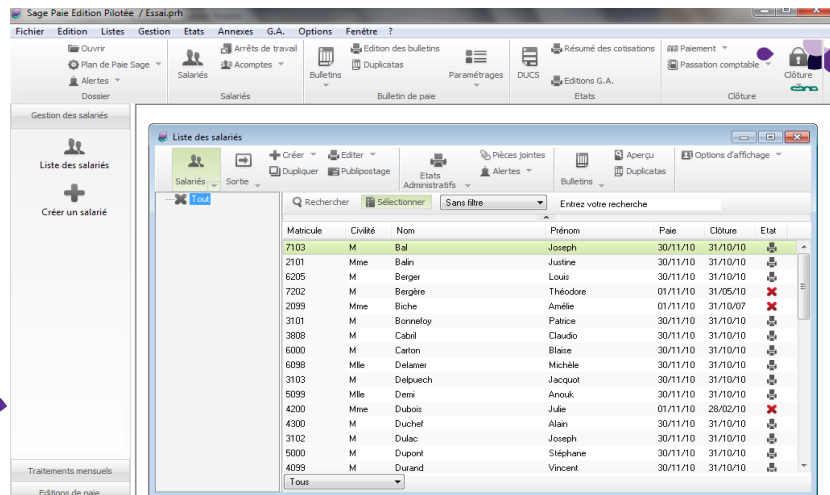 Sage Paie Edition Pilotée / Essai.prh
Fichier Edition Listes Gestion Etats Annexes G.A. Options Fenêtre ?
Ouvrir
Plan de Paie Sage
Alertes
Dossier
Salariés
Arrêts de travail
Acomptes
Salariés
Bulletins
Edition des bulletins
Duplicatas
Paramétrages
Bulletin de paie
DUCS
Résumé des cotisations
Editions G.A.
Etats
Paiement
Passation comptable
Clôture
Clôture
Gestion des salariés
Liste des salariés
Créer un salarié
Traitements mensuels
Editions de paie
Liste des salariés
Salariés
Sortie
Créer
Dupliquer
Editer
Publipostage
Etats
Administratifs
Pièces jointes
Alertes
Bulletins
Aperçu
Duplicatas
Options d'affichage
Tout
Rechercher Sélectionner Sans filtre Entrez votre recherche
Matricule Civilité Nom Prénom Paie Clôture Etat
7103 M Bal Joseph 30/11/10 31/10/10
2101 Mme Balin Justine 30/11/10 31/10/10
6205 M Berger Louis 30/11/10 31/10/10
7202 M Bergère Théodore 01/11/10 31/05/10
2099 Mme Biche Amélie 01/11/10 31/10/07
3101 M Bonnefoy Patrice 30/11/10 31/10/10
3808 M Cabril Claudio 30/11/10 31/10/10
6000 M Carton Blaise 30/11/10 31/10/10
6098 Mlle Delamer Michèle 30/11/10 31/10/10
3103 M Delpuech Jacquot 30/11/10 31/10/10
5099 Mlle Demi Anouk 30/11/10 31/10/10
4200 Mme Dubois Julie 01/11/10 28/02/10
4300 M Duchef Alain 30/11/10 31/10/10
3102 M Dulac Joseph 30/11/10 31/10/10
5000 M Dupont Stéphane 30/11/10 31/10/10
4099 M Durand Vincent 30/11/10 31/10/10
Tous